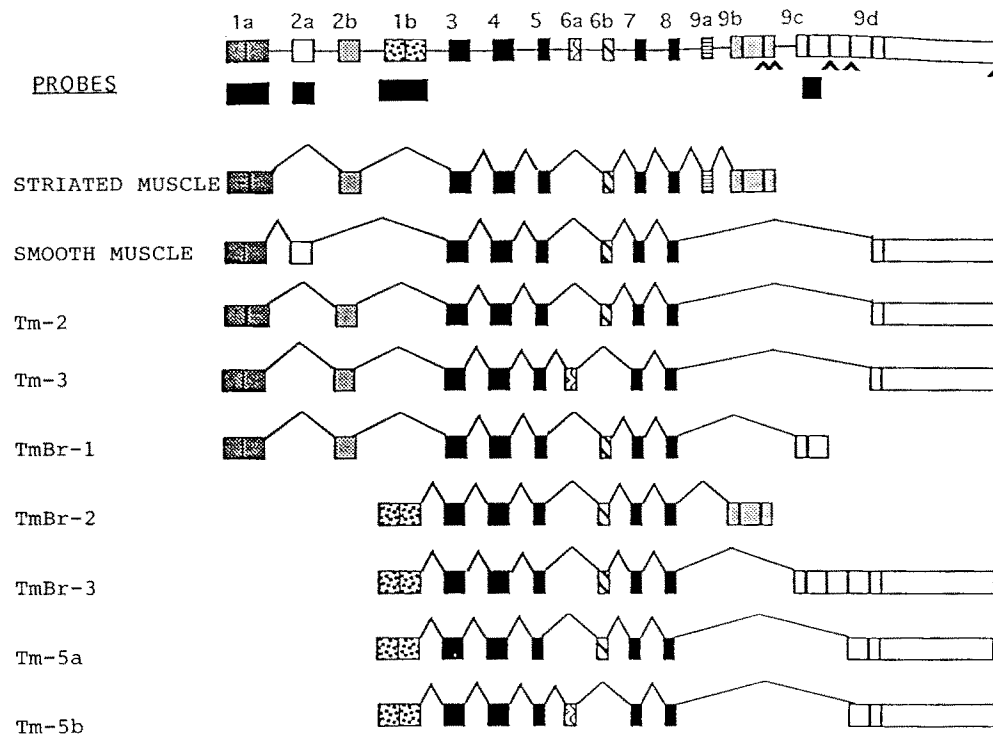 1a 2a 2b 1b 3 4 5 6a 6b 7 8 9a 9b 9c 9d
PROBES
STRIATED MUSCLE
SMOOTH MUSCLE
Tm-2
Tm-3
TmBr-1
TmBr-2
TmBr-3
Tm-5a
Tm-5b